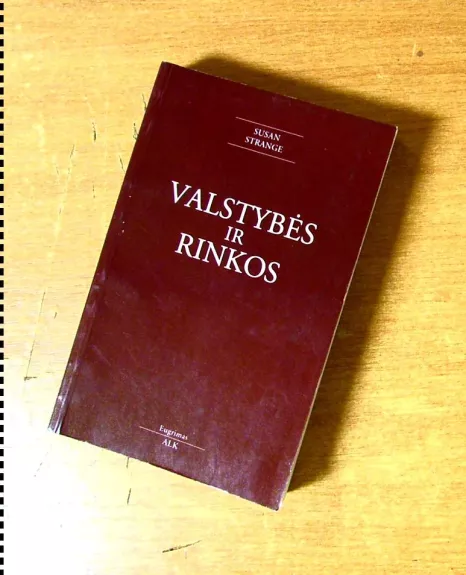 SUSAN
STRANGE
VALSTYBĖS
IR
RINKOS
Eugrimas
ALK